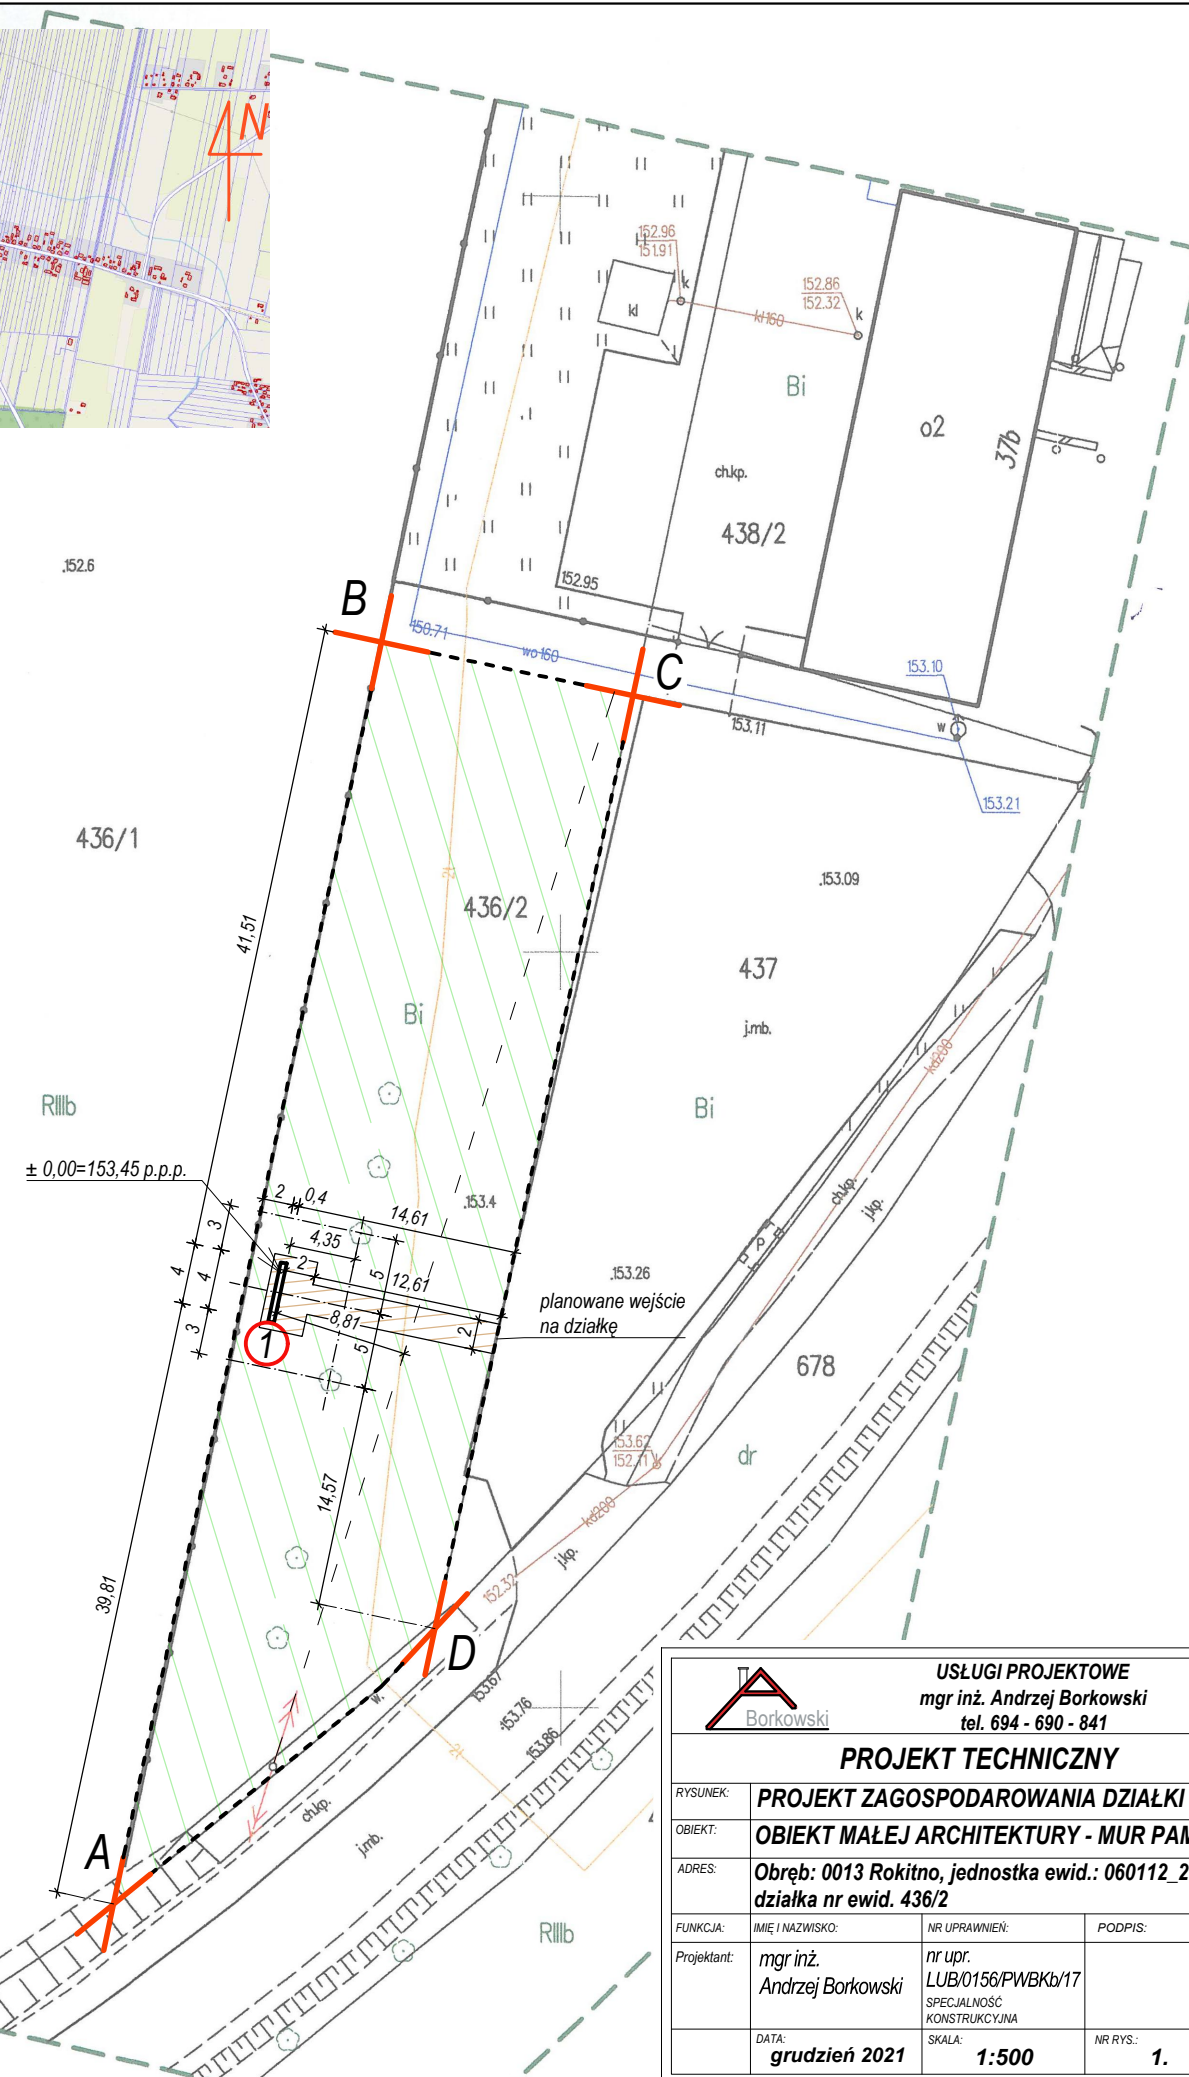 N
152.96
151.91
k
kl
kl160
152.86
152.32
k
Bi
o2
37b
ch.kp.
438/2
.152.6
152.95
B
150.71
wo160
C
153.10
w
153.11
153.21
436/1
.153.09
436/2
41,51
437
Bi
j.mb.
kd200
RIIIb
Bi
± 0,00=153,45 p.p.p.
2
0,4
14,61
.153.4
3
4,35
ch.kp.
j.kp.
4
4
2
5
12,61
.153.26
p
planowane wejście
na działkę
3
8,81
2
1
5
678
153.62
152.11
dr
14,57
kd200
j.kp.
39,81
152.32
D
w.
153.67
153.76
153.86
ch.kp.
j.mb.
A
RIIIb
Borkowski
USŁUGI PROJEKTOWE
mgr inż. Andrzej Borkowski
tel. 694 - 690 - 841
PROJEKT TECHNICZNY
RYSUNEK:
PROJEKT ZAGOSPODAROWANIA DZIAŁKI
OBIEKT:
OBIEKT MAŁEJ ARCHITEKTURY - MUR PAM
ADRES:
Obręb: 0013 Rokitno, jednostka ewid.: 060112_2
działka nr ewid. 436/2
FUNKCJA:
IMIĘ I NAZWISKO:
NR UPRAWNIEŃ:
PODPIS:
Projektant:
mgr inż.
Andrzej Borkowski
nr upr.
LUB/0156/PWBKb/17
SPECJALNOŚĆ
KONSTRUKCYJNA
DATA:
grudzień 2021
SKALA:
1:500
NR RYS.:
1.